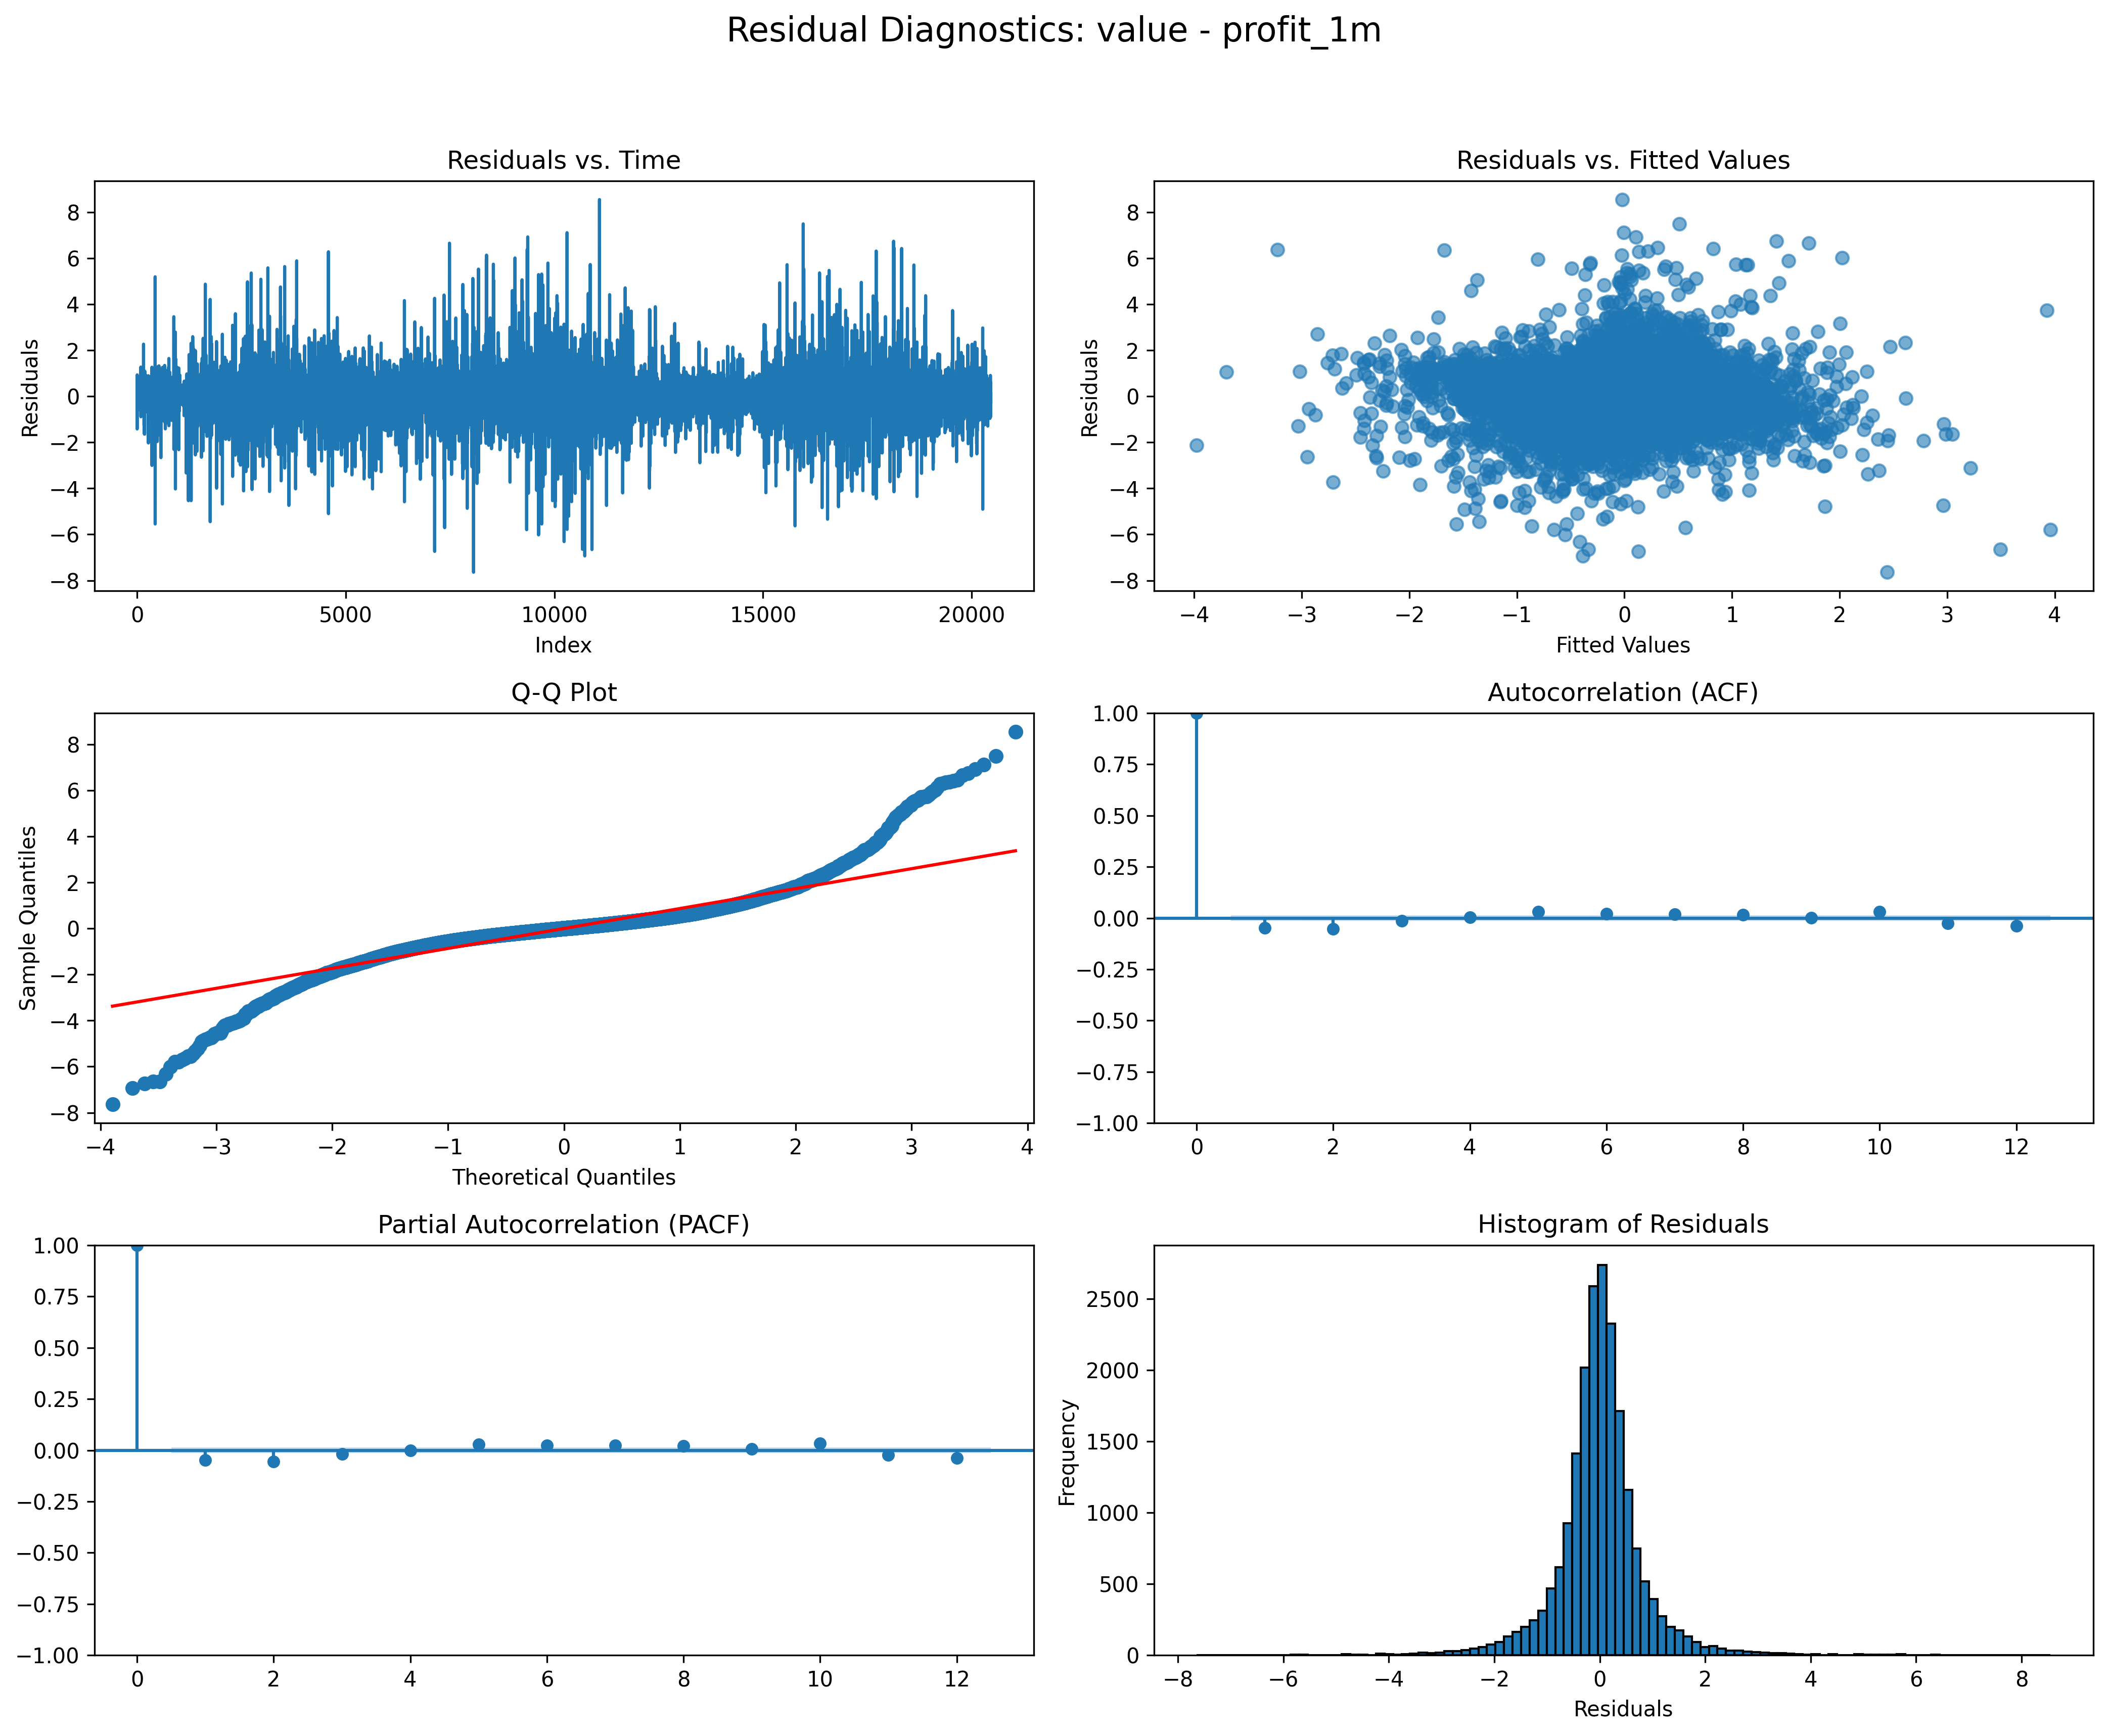 Residual Diagnostics: value - profit_1m
Residuals vs. Time
Residuals
8
6
4
2
0
−2
−4
−6
−8
0 5000 10000 15000 20000
Index
Residuals vs. Fitted Values
Residuals
8
6
4
2
0
−2
−4
−6
−8
−4 −3 −2 −1 0 1 2 3 4
Fitted Values
Q-Q Plot
Sample Quantiles
8
6
4
2
0
−2
−4
−6
−8
−4 −3 −2 −1 0 1 2 3 4
Theoretical Quantiles
Autocorrelation (ACF)
1.00
0.75
0.50
0.25
0.00
−0.25
−0.50
−0.75
−1.00
0 2 4 6 8 10 12
Partial Autocorrelation (PACF)
1.00
0.75
0.50
0.25
0.00
−0.25
−0.50
−0.75
−1.00
0 2 4 6 8 10 12
Histogram of Residuals
Frequency
2500
2000
1500
1000
500
0
−8 −6 −4 −2 0 2 4 6 8
Residuals